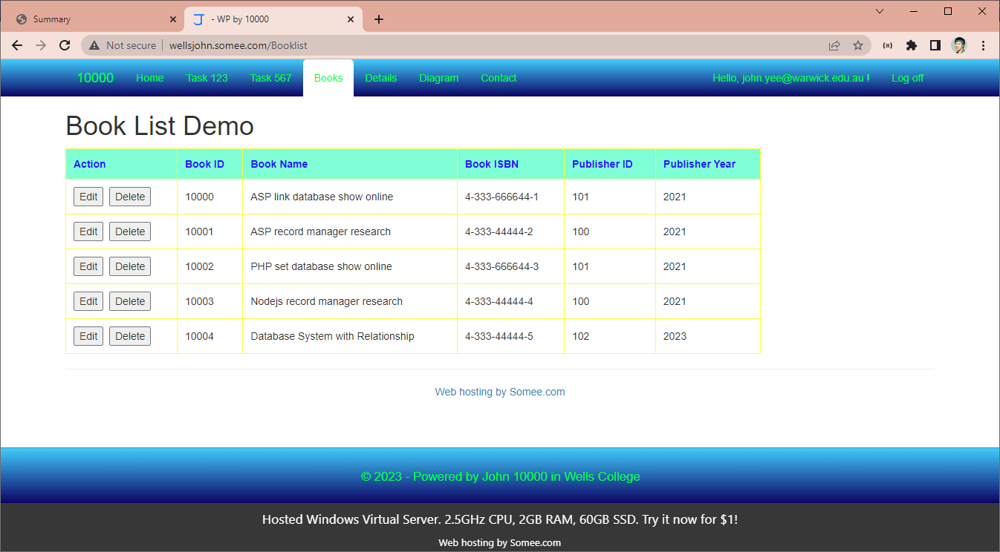 Summary
- WP by 10000
Not secure | wellsjohn.somee.com/Booklist
10000 Home Task 123 Task 567 Books Details Diagram Contact Hello, john.yee@warwick.edu.au ! Log off
Book List Demo
Action Book ID Book Name Book ISBN Publisher ID Publisher Year
Edit Delete 10000 ASP link database show online 4-333-666644-1 101 2021
Edit Delete 10001 ASP record manager research 4-333-44444-2 100 2021
Edit Delete 10002 PHP set database show online 4-333-666644-3 101 2021
Edit Delete 10003 Nodejs record manager research 4-333-44444-4 100 2021
Edit Delete 10004 Database System with Relationship 4-333-44444-5 102 2023
Web hosting by Somee.com
© 2023 - Powered by John 10000 in Wells College
Hosted Windows Virtual Server. 2.5GHz CPU, 2GB RAM, 60GB SSD. Try it now for $1!
Web hosting by Somee.com